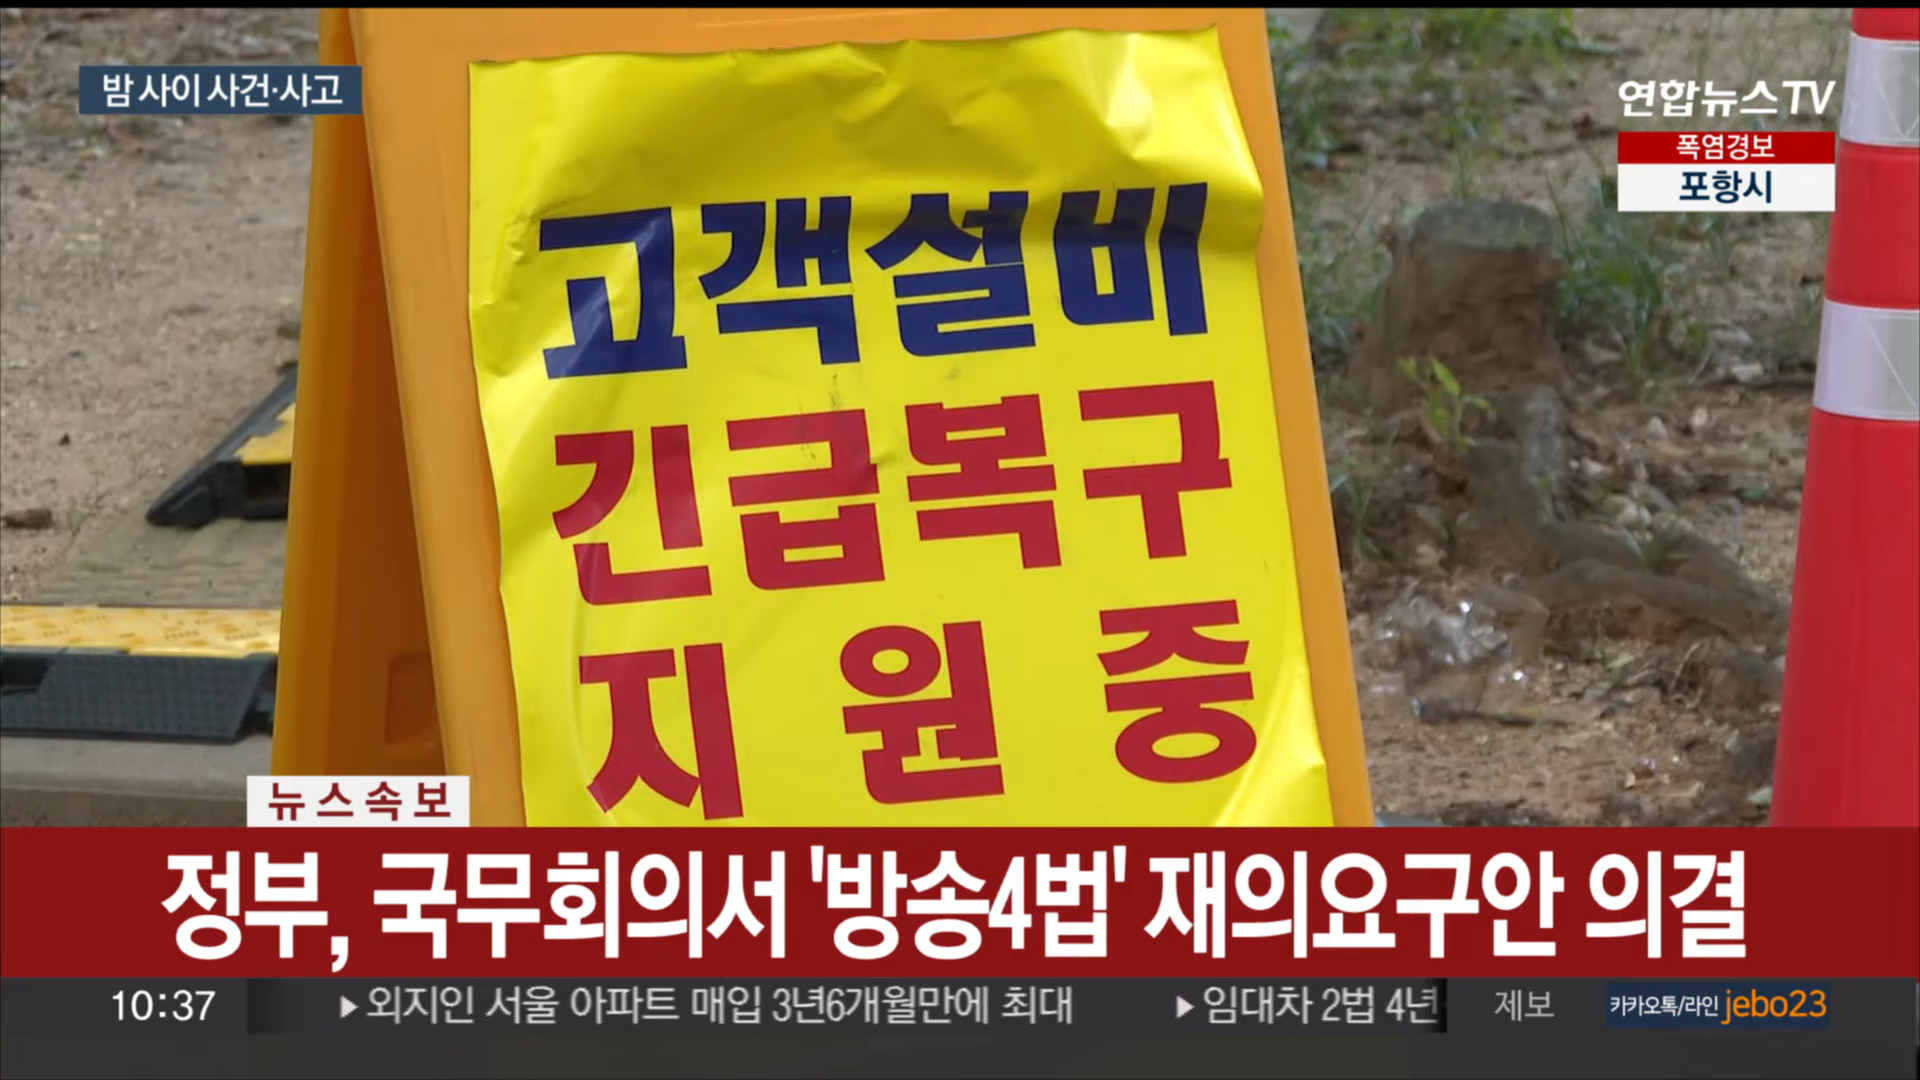 밤 사이 사건·사고
연합뉴스TV
폭염경보
포항시
고객설비
긴급복구
지 원 중
뉴스속보
정부, 국무회의서 '방송4법' 재의요구안 의결
10:37 ▶외지인 서울 아파트 매입 3년6개월만에 최대 ▶임대차 2법 4년 제보 카카오톡/라인 jebo23